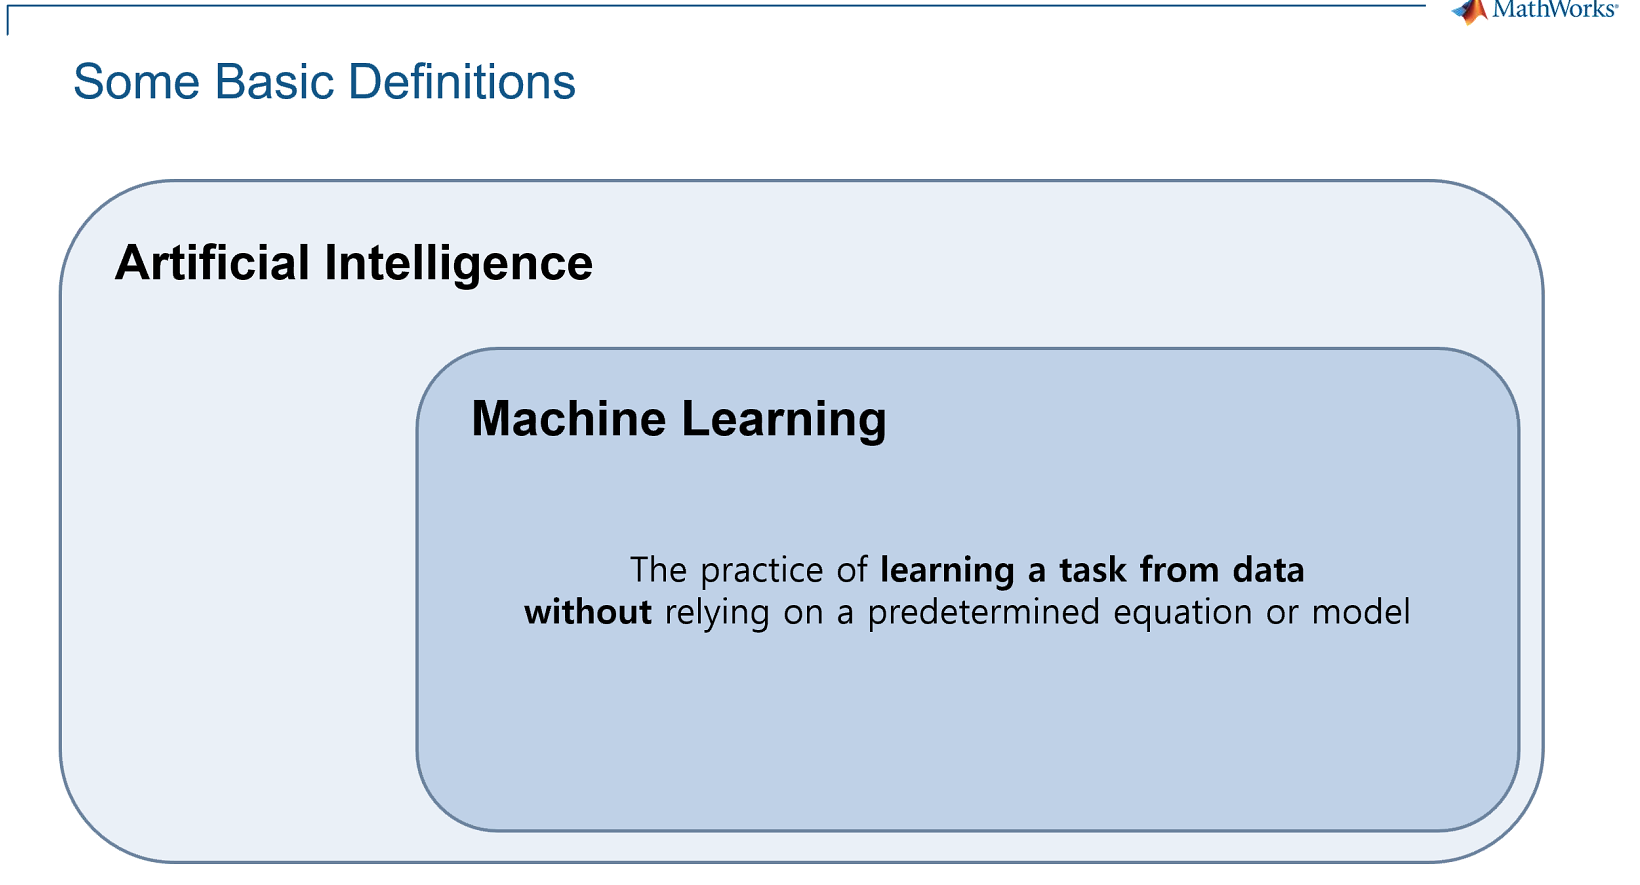 MathWorks®
Some Basic Definitions
Artificial Intelligence
Machine Learning
The practice of learning a task from data
without relying on a predetermined equation or model